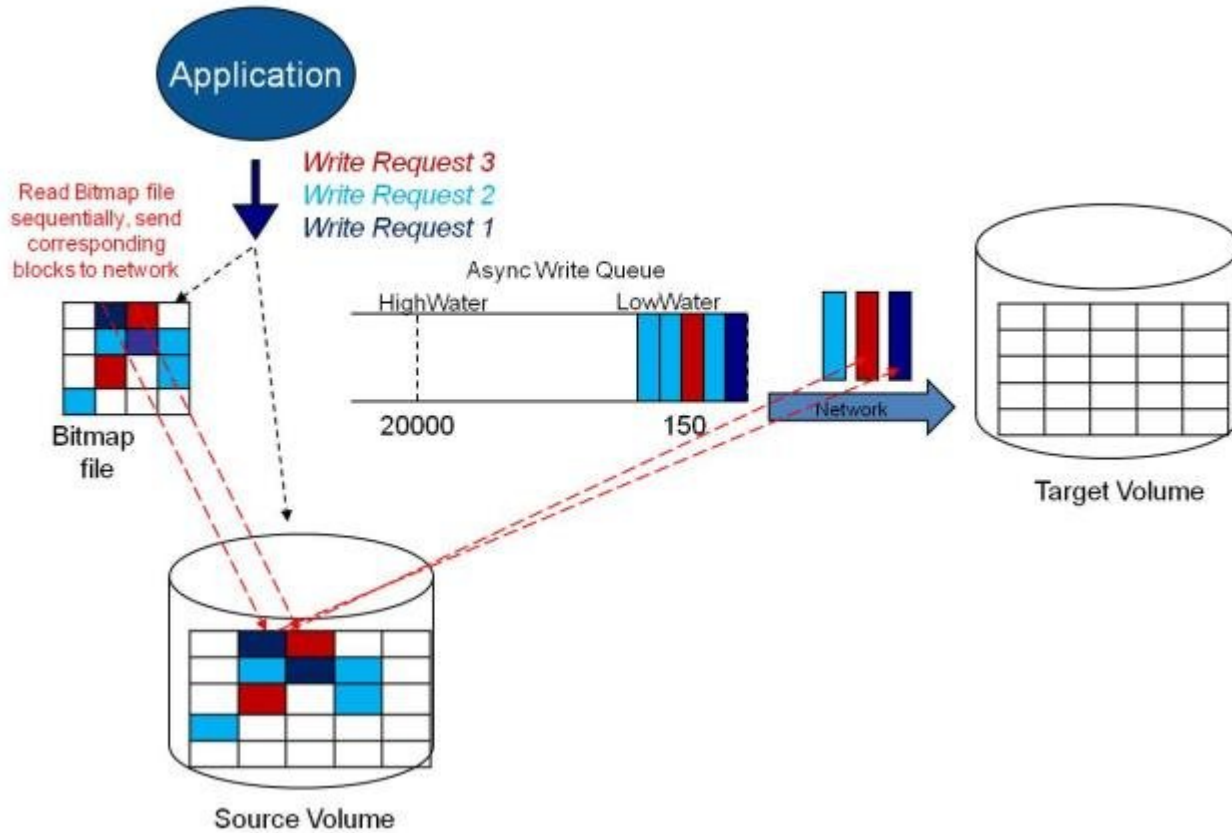 Application
Write Request 3
Write Request 2
Write Request 1
Read Bitmap file
sequentially, send
corresponding
blocks to network
Async Write Queue
HighWater
LowWater
20000
150
Network
Bitmap
file
Target Volume
Source Volume